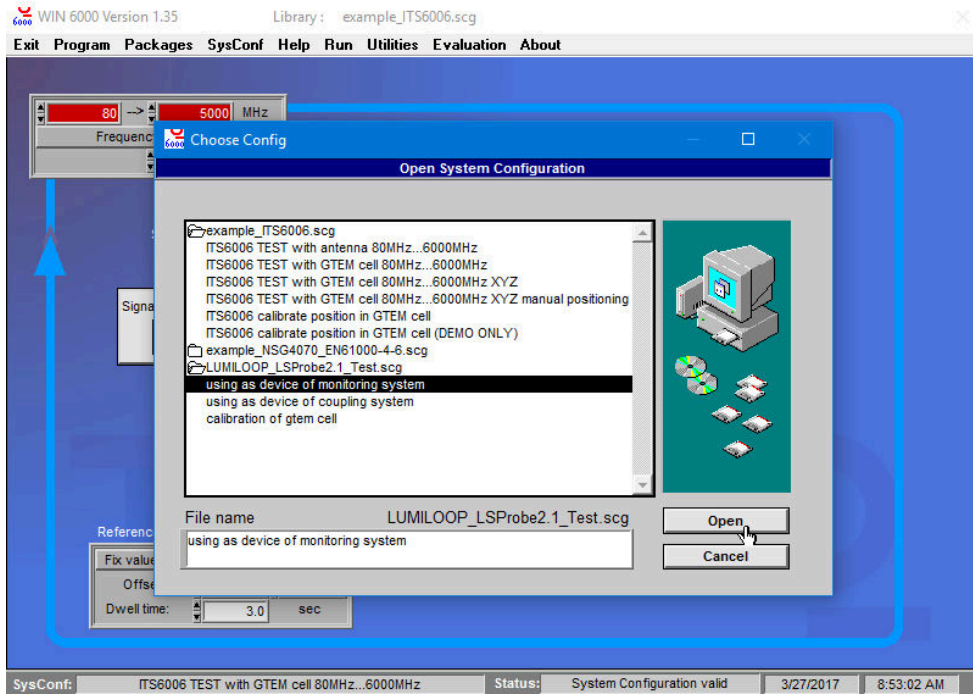 WIN 6000 Version 1.35 Library : example_ITS6006.scg
Exit Program Packages SysConf Help Run Utilities Evaluation About
80 --> 5000 MHz
Frequenc
6000 Choose Config
Open System Configuration
example_ITS6006.scg
ITS6006 TEST with antenna 80MHz...6000MHz
ITS6006 TEST with GTEM cell 80MHz...6000MHz
ITS6006 TEST with GTEM cell 80MHz...6000MHz XYZ
ITS6006 TEST with GTEM cell 80MHz...6000MHz XYZ manual positioning
ITS6006 calibrate position in GTEM cell
ITS6006 calibrate position in GTEM cell (DEMO ONLY)
example_NSG4070_EN61000-4-6.scg
LUMILOOP_LSProbe2.1_Test.scg
using as device of monitoring system
using as device of coupling system
calibration of gtem cell
Signa
File name LUMILOOP_LSProbe2.1_Test.scg
using as device of monitoring system
Open
Cancel
Referenc
Fix value
Offse
Dwell time: 3.0 sec
SysConf: ITS6006 TEST with GTEM cell 80MHz...6000MHz Status: System Configuration valid 3/27/2017 8:53:02 AM